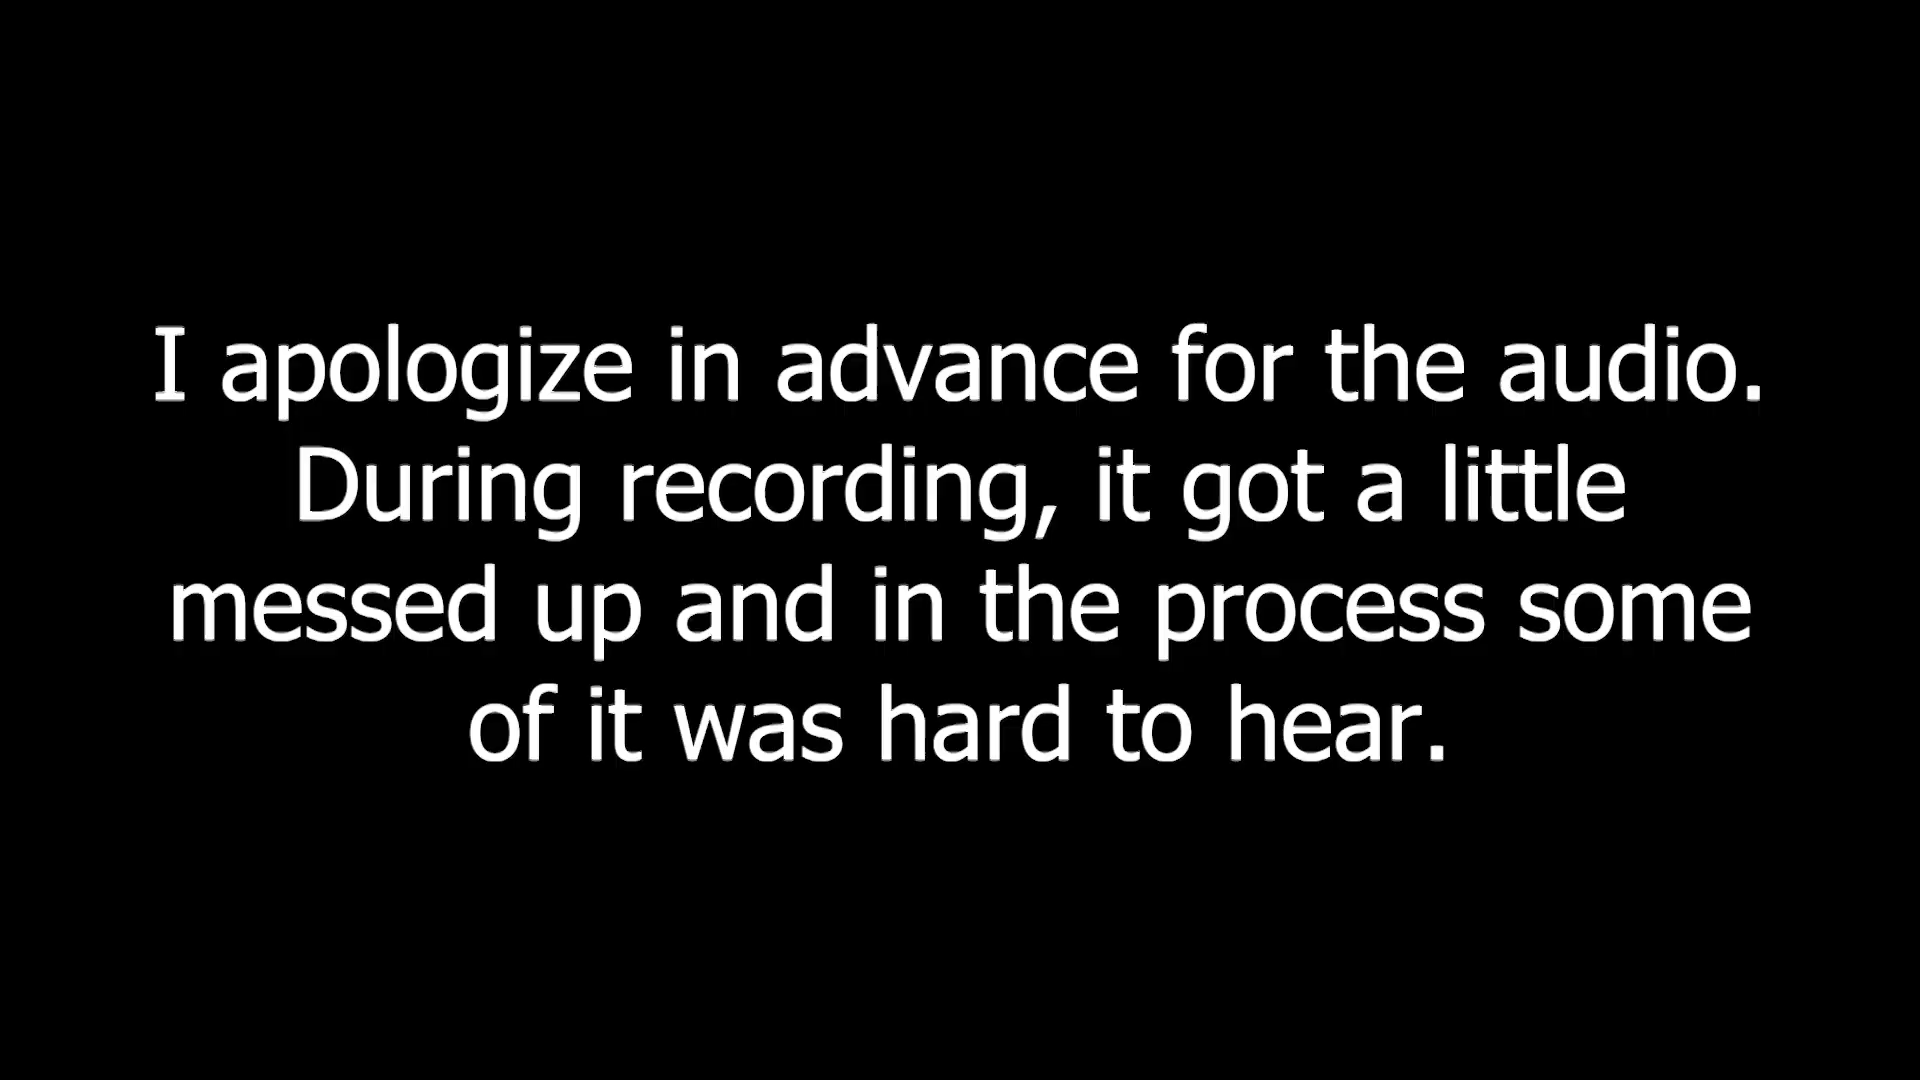 I apologize in advance for the audio.
During recording, it got a little
messed up and in the process some
of it was hard to hear.